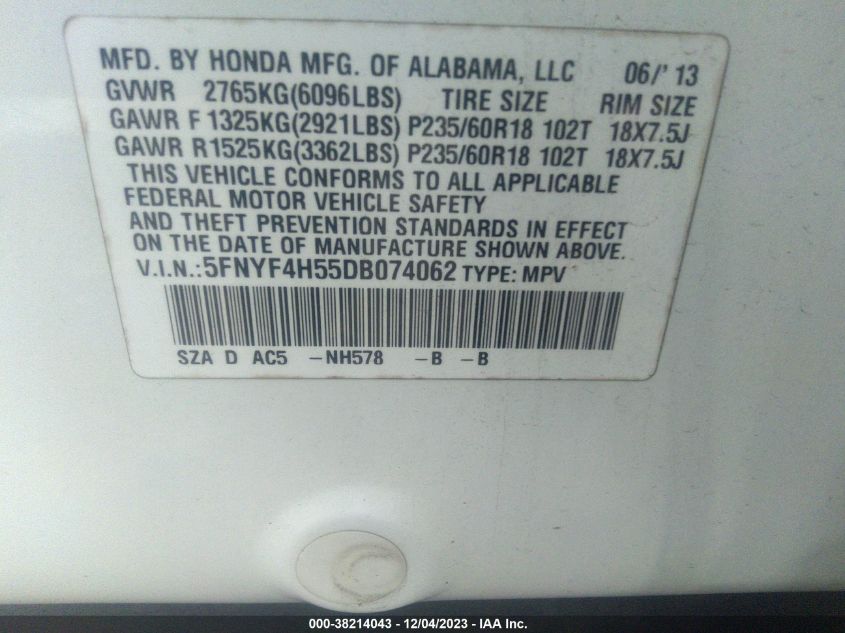 MFD. BY HONDA MFG. OF ALABAMA, LLC 06/' 13
GVWR 2765KG(6096LBS) TIRE SIZE RIM SIZE
GAWR F 1325KG(2921LBS) P235/60R18 102T 18X7.5J
GAWR R1525KG(3362LBS) P235/60R18 102T 18X7.5J
THIS VEHICLE CONFORMS TO ALL APPLICABLE
FEDERAL MOTOR VEHICLE SAFETY
AND THEFT PREVENTION STANDARDS IN EFFECT
ON THE DATE OF MANUFACTURE SHOWN ABOVE.
V.I.N.:5FNYF4H55DB074062 TYPE: MPV
SZA D AC5 -NH578 -B -B
000-38214043 - 12/04/2023 - IAA Inc.